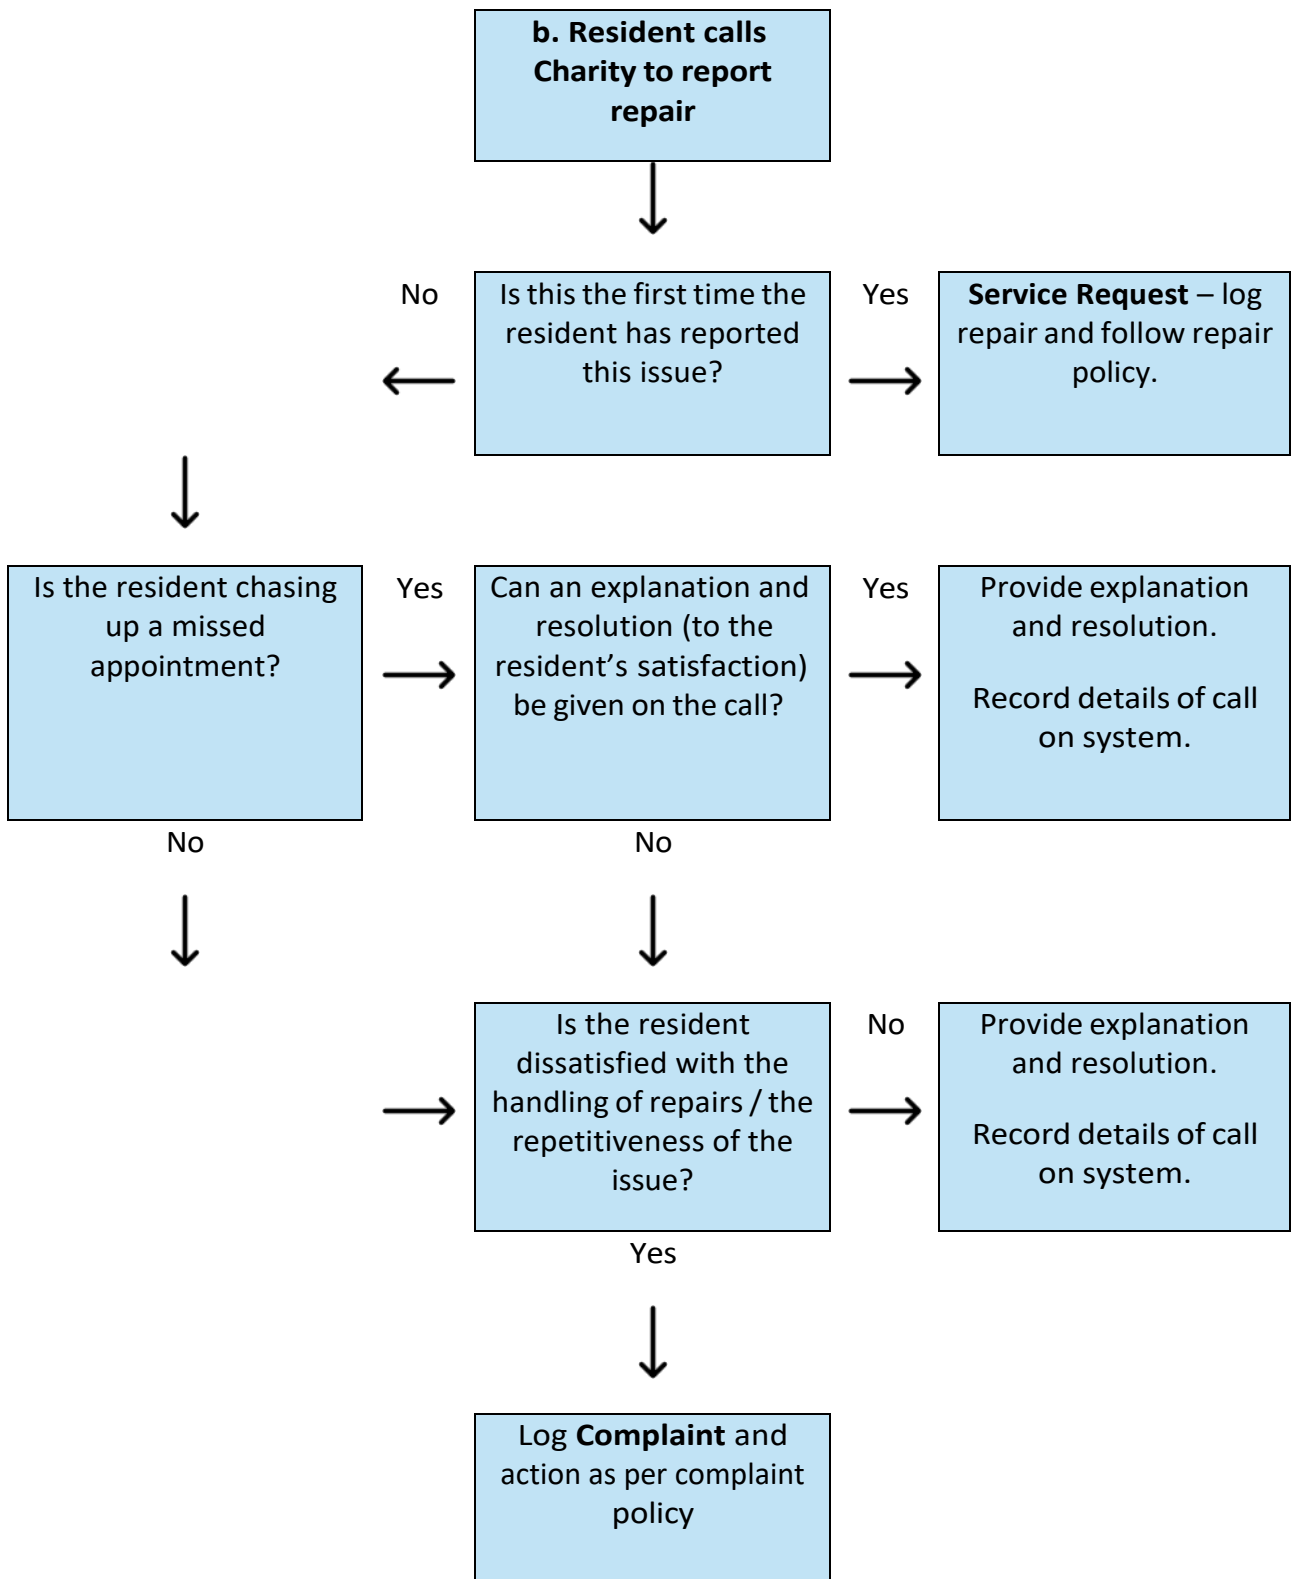 b. Resident calls
Charity to report
repair
No
Is this the first time the
resident has reported
this issue?
Yes
Service Request – log
repair and follow repair
policy.
Is the resident chasing
up a missed
appointment?
Yes
Can an explanation and
resolution (to the
resident’s satisfaction)
be given on the call?
Yes
Provide explanation
and resolution.
Record details of call
on system.
No
No
Is the resident
dissatisfied with the
handling of repairs / the
repetitiveness of the
issue?
No
Provide explanation
and resolution.
Record details of call
on system.
Yes
Log Complaint and
action as per complaint
policy